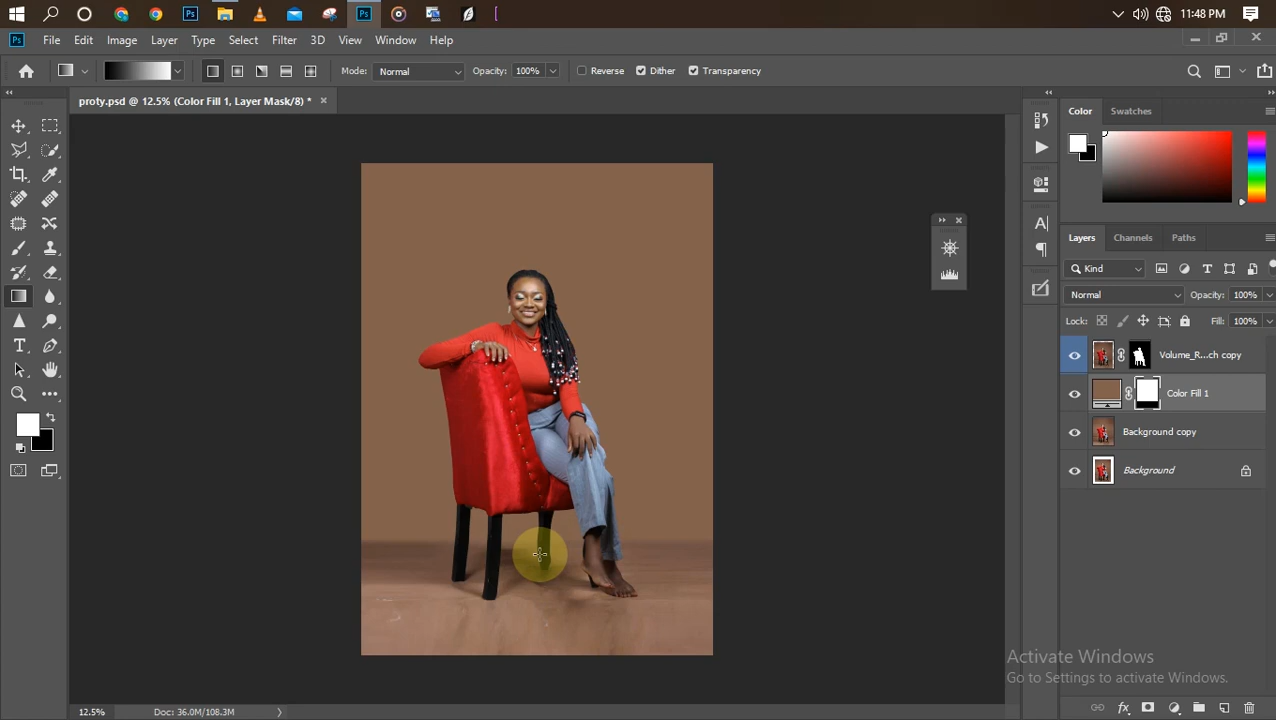 11:48 PM
Ps File Edit Image Layer Type Select Filter 3D View Window Help
Mode: Normal Opacity: 100% Reverse Dither Transparency
proty.psd @ 12.5% (Color Fill 1, Layer Mask/8) *
Color Swatches
Layers Channels Paths
Kind
Normal Opacity: 100%
Lock: Fill: 100%
Volume_R...ch copy
Color Fill 1
Background copy
Background
Activate Windows
Go to Settings to activate Windows.
12.5% Doc: 36.0M/108.3M